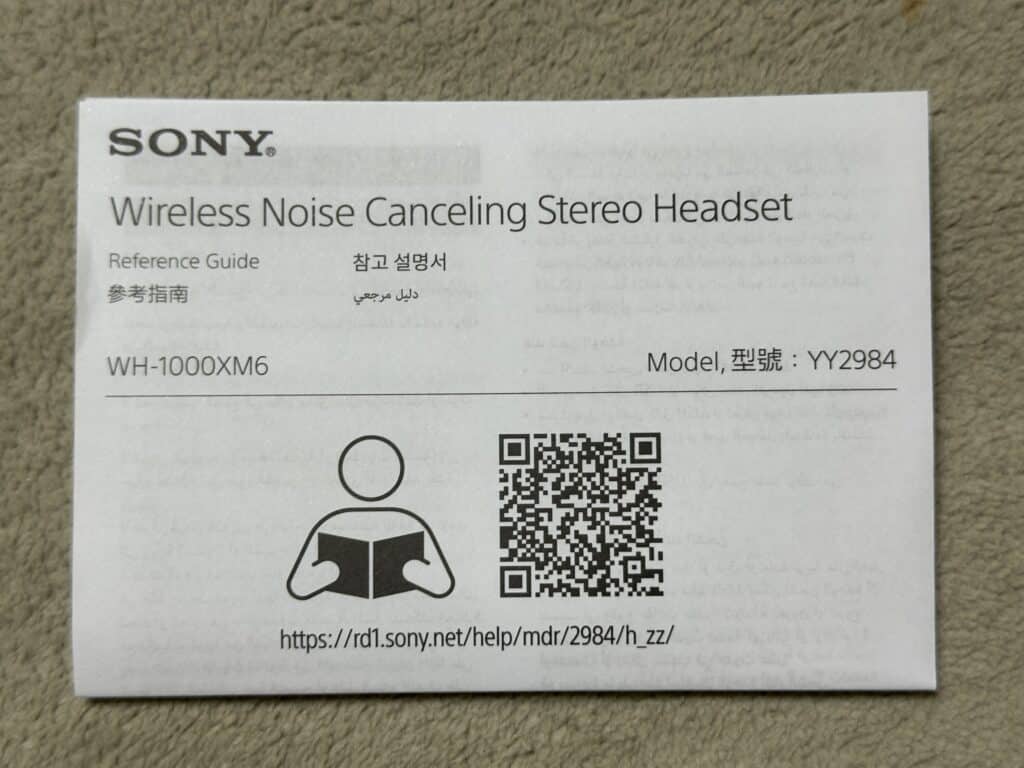 SONY®
Wireless Noise Canceling Stereo Headset
Reference Guide
參考指南
참고 설명서
دليل مرجعي
WH-1000XM6
Model, 型號：YY2984
https://rd1.sony.net/help/mdr/2984/h_zz/